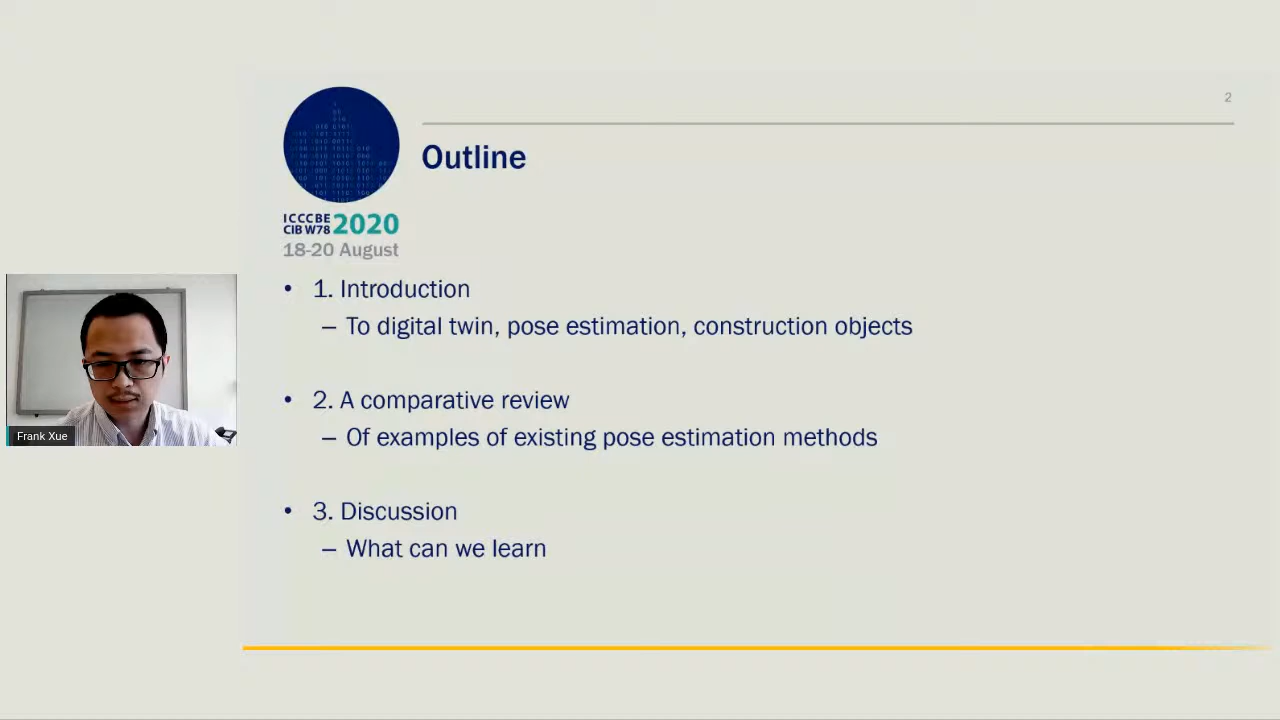 2
Outline
ICCCBE
CIB W78 2020
18-20 August
• 1. Introduction
– To digital twin, pose estimation, construction objects
• 2. A comparative review
– Of examples of existing pose estimation methods
• 3. Discussion
– What can we learn
Frank Xue